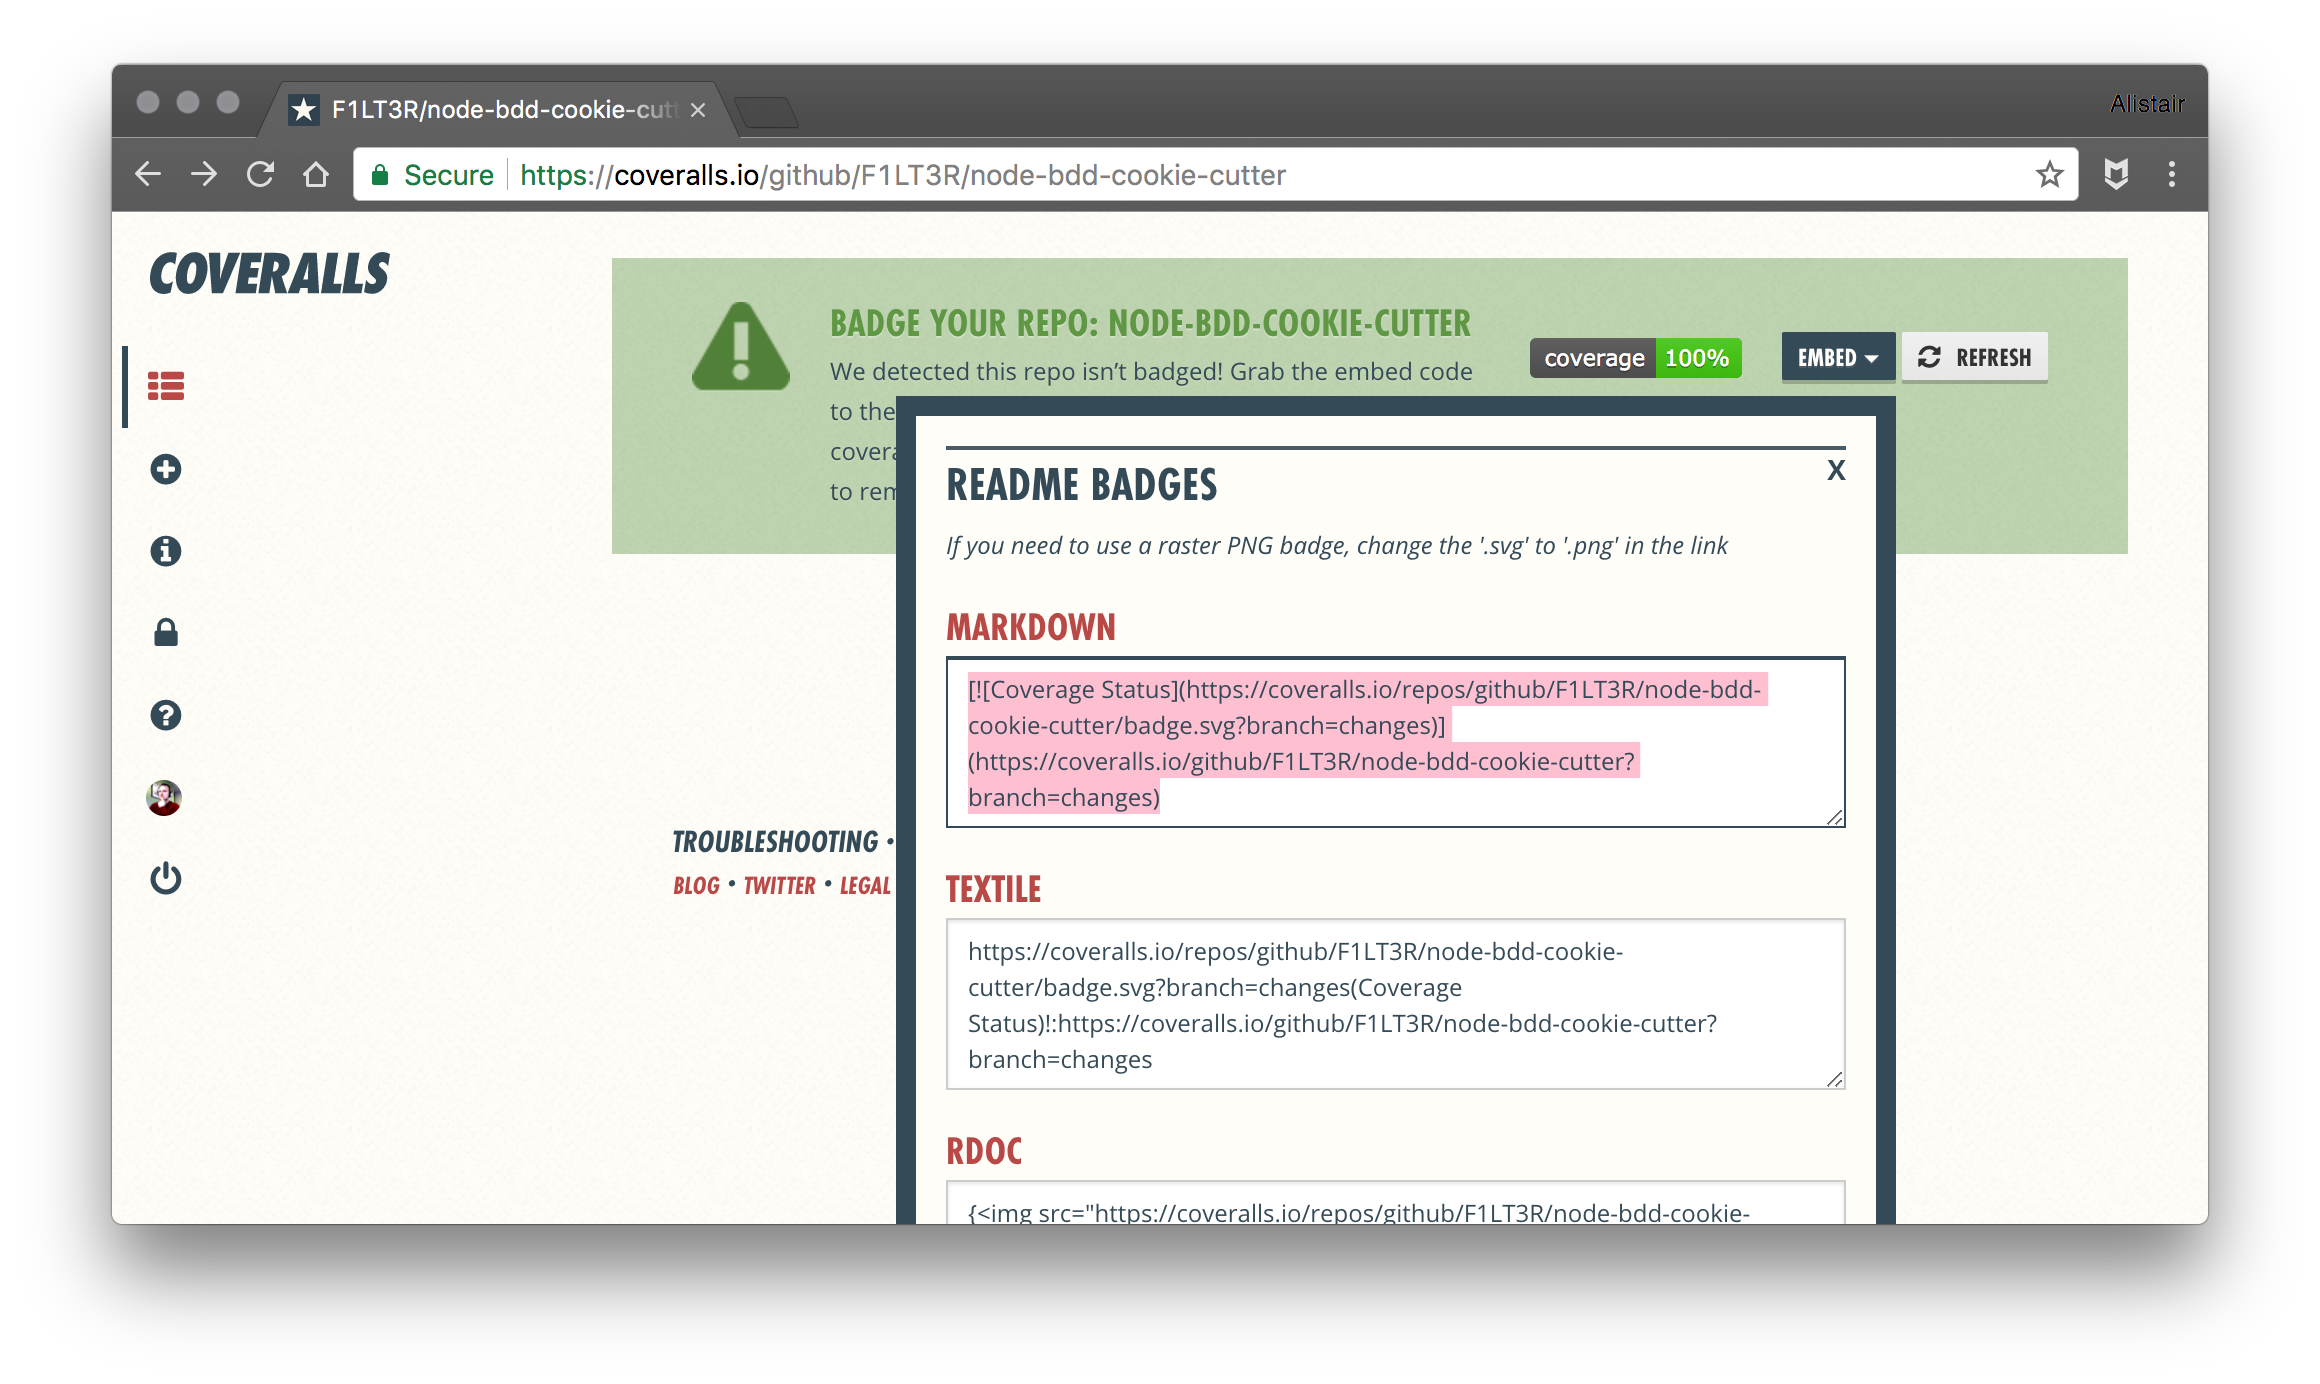 F1LT3R/node-bdd-cookie-cutt
Alistair
Secure https://coveralls.io/github/F1LT3R/node-bdd-cookie-cutter
COVERALLS
BADGE YOUR REPO: NODE-BDD-COOKIE-CUTTER
We detected this repo isn't badged! Grab the embed code
to the
covera
to rem
coverage 100%
EMBED
REFRESH
README BADGES
X
If you need to use a raster PNG badge, change the '.svg' to '.png' in the link
MARKDOWN
[![Coverage Status](https://coveralls.io/repos/github/F1LT3R/node-bdd-
cookie-cutter/badge.svg?branch=changes)]
(https://coveralls.io/github/F1LT3R/node-bdd-cookie-cutter?
branch=changes)
TEXTILE
https://coveralls.io/repos/github/F1LT3R/node-bdd-cookie-
cutter/badge.svg?branch=changes(Coverage
Status)!:https://coveralls.io/github/F1LT3R/node-bdd-cookie-cutter?
branch=changes
RDOC
{<img src="https://coveralls.io/repos/github/F1LT3R/node-bdd-cookie-
TROUBLESHOOTING •
BLOG • TWITTER • LEGAL